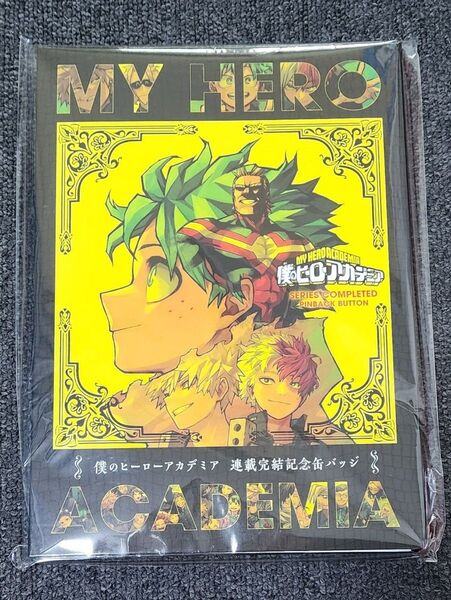 MY HERO
MY HERO ACADEMIA
僕のヒーローアカデミア
SERIES COMPLETED
PINBACK BUTTON
僕のヒーローアカデミア 連載完結記念缶バッジ
ACADEMIA